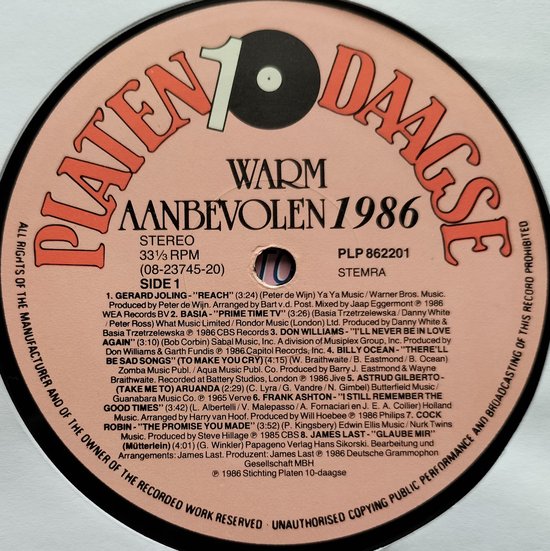 PLATEN 10 DAAGSE
WARM
AANBEVOLEN 1986
STEREO
33⅓ RPM
(08-23745-20)
SIDE 1
PLP 862201
STEMRA
1. GERARD JOLING - "REACH" (3:24) (Peter de Wijn) Ya Ya Music / Warner Bros. Music.
Produced by Peter de Wijn. Arranged by Bart v.d. Post. Mixed by Jaap Eggermont ℗ 1986
WEA Records BV 2. BASIA - "PRIME TIME TV" (Basia Trzetrzelewska / Danny White
/ Peter Ross) What Music Limited / Rondor Music (London) Ltd. Produced by Danny White &
Basia Trzetrzelewska ℗ 1986 CBS Records 3. DON WILLIAMS - "I'LL NEVER BE IN LOVE
AGAIN" (3:10) (Bob Corbin) Sabal Music, Inc. A division of Musiplex Group, Inc. Produced by
Don Williams & Garth Fundis ℗ 1986 Capitol Records, Inc. 4. BILLY OCEAN - "THERE'LL
BE SAD SONGS" (TO MAKE YOU CRY) (4:15) (W. Braithwaite / B. Eastmond / B. Ocean)
Zomba Music Publ. / Aqua Music Publ. Co. Produced by Barry J. Eastmond & Wayne
Braithwaite. Recorded at Battery Studios, London ℗ 1986 Jive 5. ASTRUD GILBERTO -
(TAKE ME TO) ARUANDA (2:29) (C. Lyra / G. Vandre / N. Gimbel) Butterfield Music /
Guanabara Music Co. ℗ 1965 Verve 6. FRANK ASHTON - "I STILL REMEMBER THE
GOOD TIMES" (3:42) (L. Albertelli / V. Malepasso / A. Fornaciari en J. E. A. Collier) Holland
Music. Arranged by Harry van Hoof. Produced by Will Hoebee ℗ 1986 Philips 7. COCK
ROBIN - "THE PROMISE YOU MADE" (3:52) (P. Kingsbery) Edwin Ellis Music / Nurk Twins
Music. Produced by Steve Hillage ℗ 1985 CBS 8. JAMES LAST - "GLAUBE MIR"
(Mütterlein) (4:01) (G. Winkler) Papageno Verlag Hans Sikorski. Bearbeitung und
Arrangements: James Last. Produzent: James Last ℗ 1986 Deutsche Grammophon
Gesellschaft MBH
℗ 1986 Stichting Platen 10-daagse
ALL RIGHTS OF THE MANUFACTURER AND OF THE OWNER OF THE RECORDED WORK RESERVED · UNAUTHORISED COPYING PUBLIC PERFORMANCE AND BROADCASTING OF THIS RECORD PROHIBITED